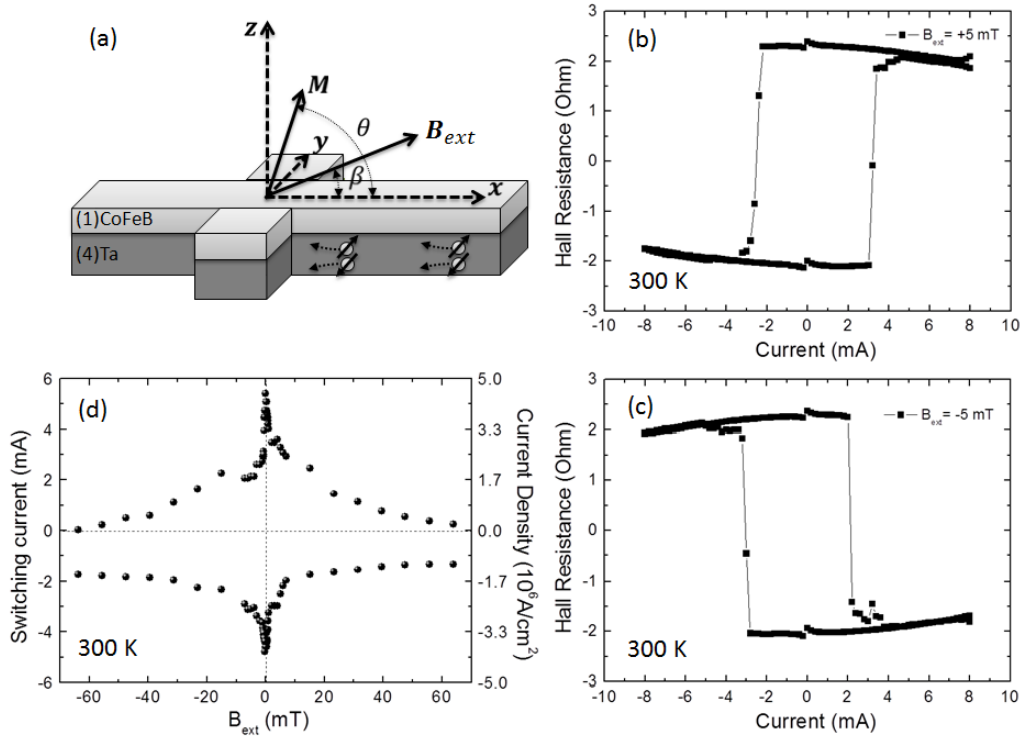 (a)
z
M
θ
B_ext
y
β
x
(1)CoFeB
(4)Ta
(b)
B_ext = +5 mT
Hall Resistance (Ohm)
3
2
1
0
-1
-2
-3
300 K
-10 -8 -6 -4 -2 0 2 4 6 8 10
Current (mA)
(d)
Switching current (mA)
6
4
2
0
-2
-4
-6
5.0
3.3
1.7
0.0
-1.7
-3.3
-5.0
Current Density (10^6 A/cm^2)
300 K
-60 -40 -20 0 20 40 60
B_ext (mT)
(c)
B_ext = -5 mT
Hall Resistance (Ohm)
3
2
1
0
-1
-2
-3
300 K
-10 -8 -6 -4 -2 0 2 4 6 8 10
Current (mA)